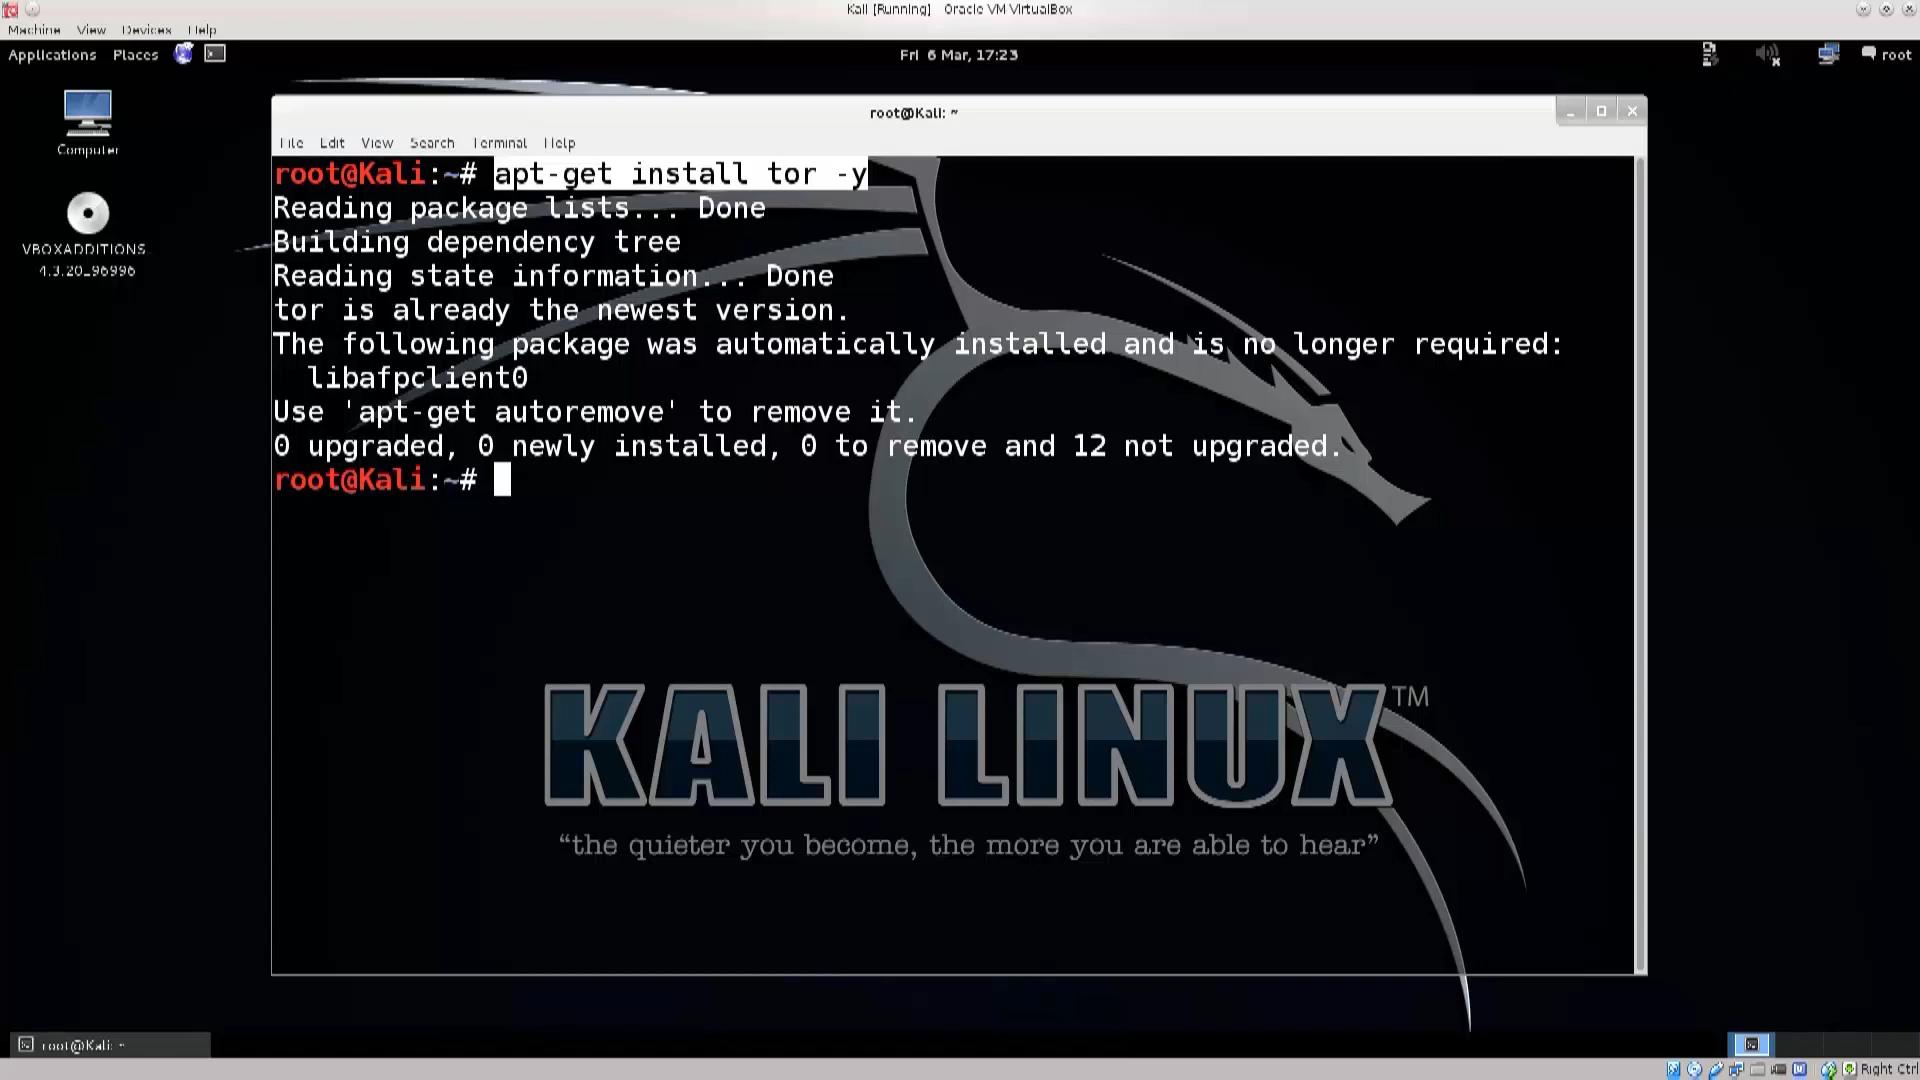 Kali [Running] - Oracle VM VirtualBox
Machine View Devices Help
Applications Places
Fri 6 Mar, 17:23
root
Computer
VBOXADDITIONS_
4.3.20_96996
root@Kali: ~
File Edit View Search Terminal Help
root@Kali:~# apt-get install tor -y
Reading package lists... Done
Building dependency tree
Reading state information... Done
tor is already the newest version.
The following package was automatically installed and is no longer required:
  libafpclient0
Use 'apt-get autoremove' to remove it.
0 upgraded, 0 newly installed, 0 to remove and 12 not upgraded.
root@Kali:~#
KALI LINUX™
“the quieter you become, the more you are able to hear”
root@Kali: ~
Right Ctrl